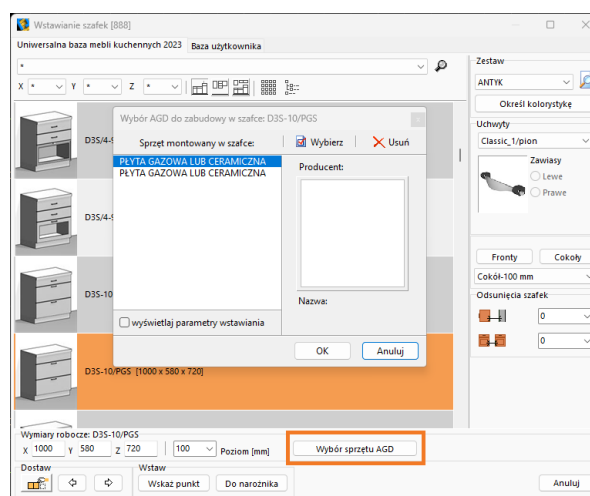 Wstawianie szafek [888]
Uniwersalna baza mebli kuchennych 2023 Baza użytkownika
*
X * Y * Z *
Zestaw
ANTYK
Określ kolorystykę
Uchwyty
Classic_1/pion
Zawiasy
Lewe
Prawe
Fronty Cokoły
Cokół-100 mm
Odsunięcia szafek
0
0
D3S/4-9
D3S/4-9
D3S-10
D3S-10/PGS [1000 x 580 x 720]
Wybór AGD do zabudowy w szafce: D3S-10/PGS
Sprzęt montowany w szafce: Wybierz Usuń
PŁYTA GAZOWA LUB CERAMICZNA
PŁYTA GAZOWA LUB CERAMICZNA
Producent:
Nazwa:
wyświetlaj parametry wstawiania
OK Anuluj
Wymiary robocze: D3S-10/PGS
X 1000 Y 580 Z 720 100 Poziom [mm] Wybór sprzętu AGD
Dostaw Wstaw
Wskaż punkt Do narożnika Anuluj